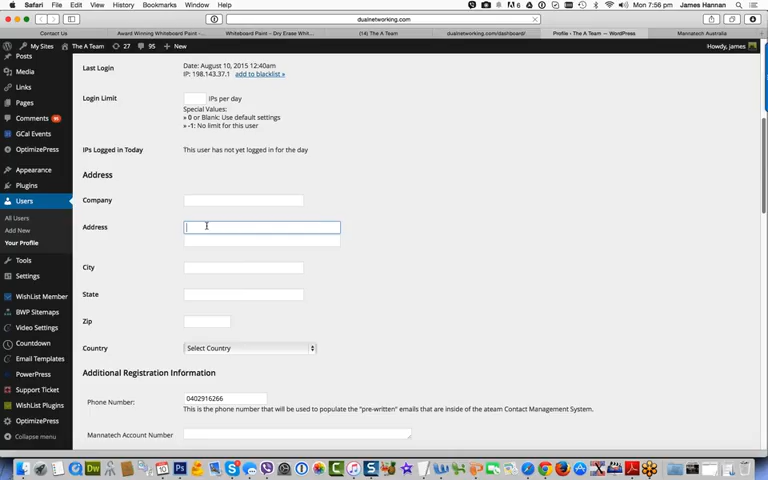 Safari File Edit View History Bookmarks Window Help
6 Mon 7:56 pm James Hannan
dualnetworking.com
Contact Us
Award Winning Whiteboard Paint -...
Whiteboard Paint – Dry Erase Whit...
(14) The A Team
dualnetworking.com/dashboard/
Profile ‹ The A Team — WordPress
Mannatech Australia
My Sites The A Team 27 95 + New Howdy, james
Posts
Media
Links
Pages
Comments
GCal Events
OptimizePress
Appearance
Plugins
Users
All Users
Add New
Your Profile
Tools
Settings
WishList Member
BWP Sitemaps
Video Settings
Countdown
Email Templates
PowerPress
Support Ticket
WishList Plugins
OptimizePress
Collapse menu
Last Login
Date: August 10, 2015 12:40am
IP: 198.143.37.1 add to blacklist »
Login Limit
IPs per day
Special Values:
» 0 or Blank: Use default settings
» -1: No limit for this user
IPs Logged in Today
This user has not yet logged in for the day
Address
Company
Address
City
State
Zip
Country
Select Country
Additional Registration Information
Phone Number:
0402916266
This is the phone number that will be used to populate the "pre-written" emails that are inside of the ateam Contact Management System.
Mannatech Account Number